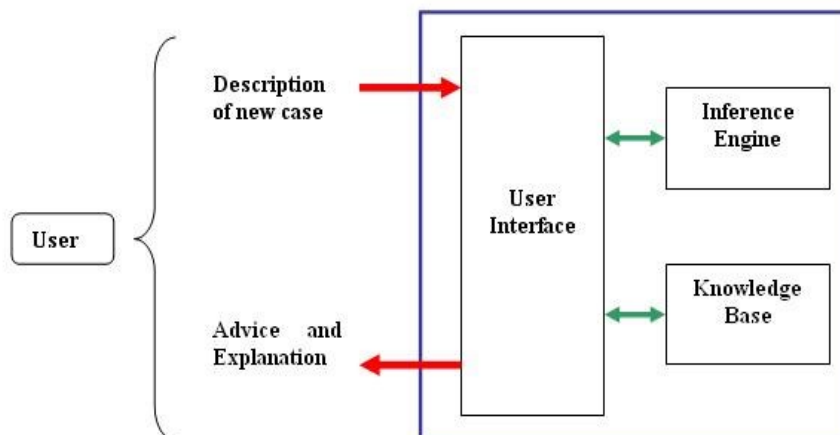 Description
of new case
Inference
Engine
User
Interface
User
Knowledge
Base
Advice and
Explanation